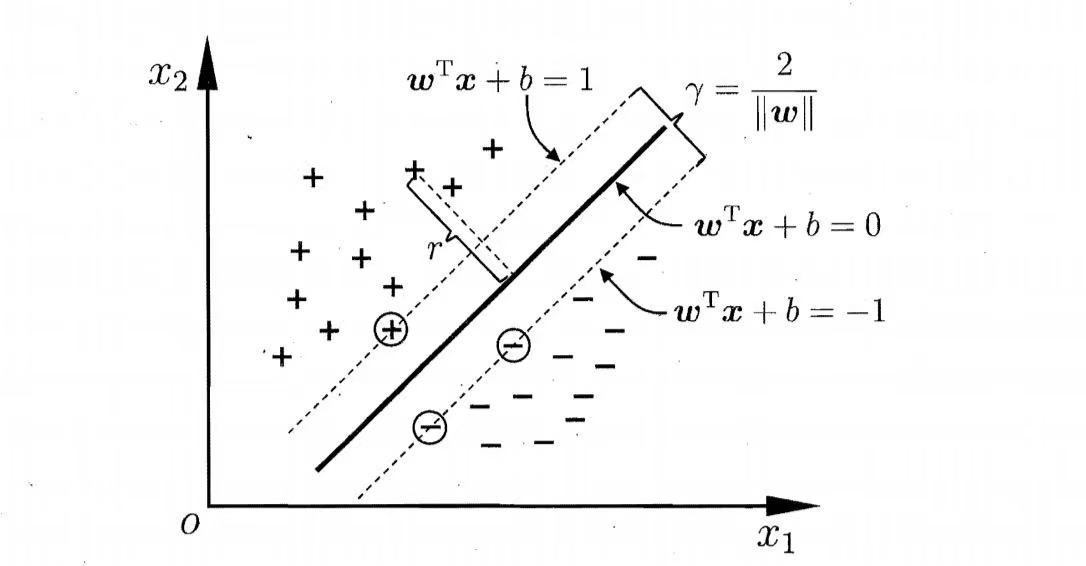 x₂
wᵀx + b = 1
γ = 2 / ‖w‖
r
wᵀx + b = 0
wᵀx + b = −1
O
x₁